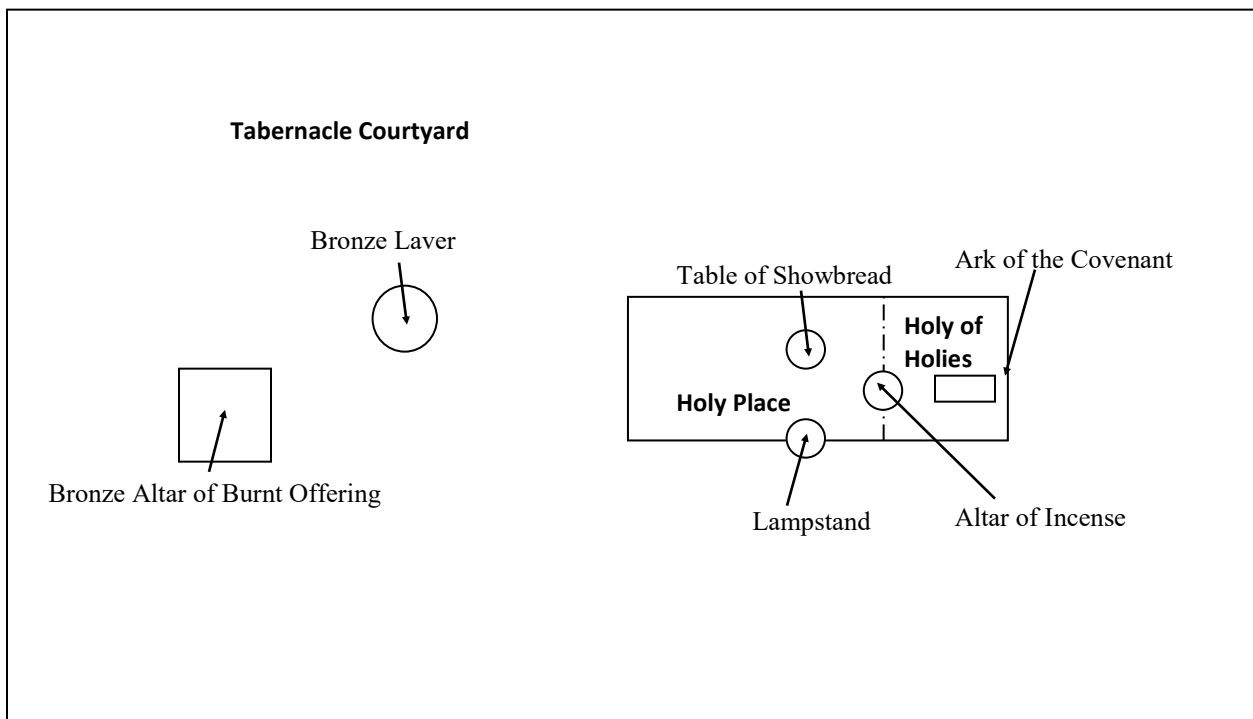 Tabernacle Courtyard
Bronze Laver
Table of Showbread
Ark of the Covenant
Holy of
Holies
Holy Place
Bronze Altar of Burnt Offering
Lampstand
Altar of Incense